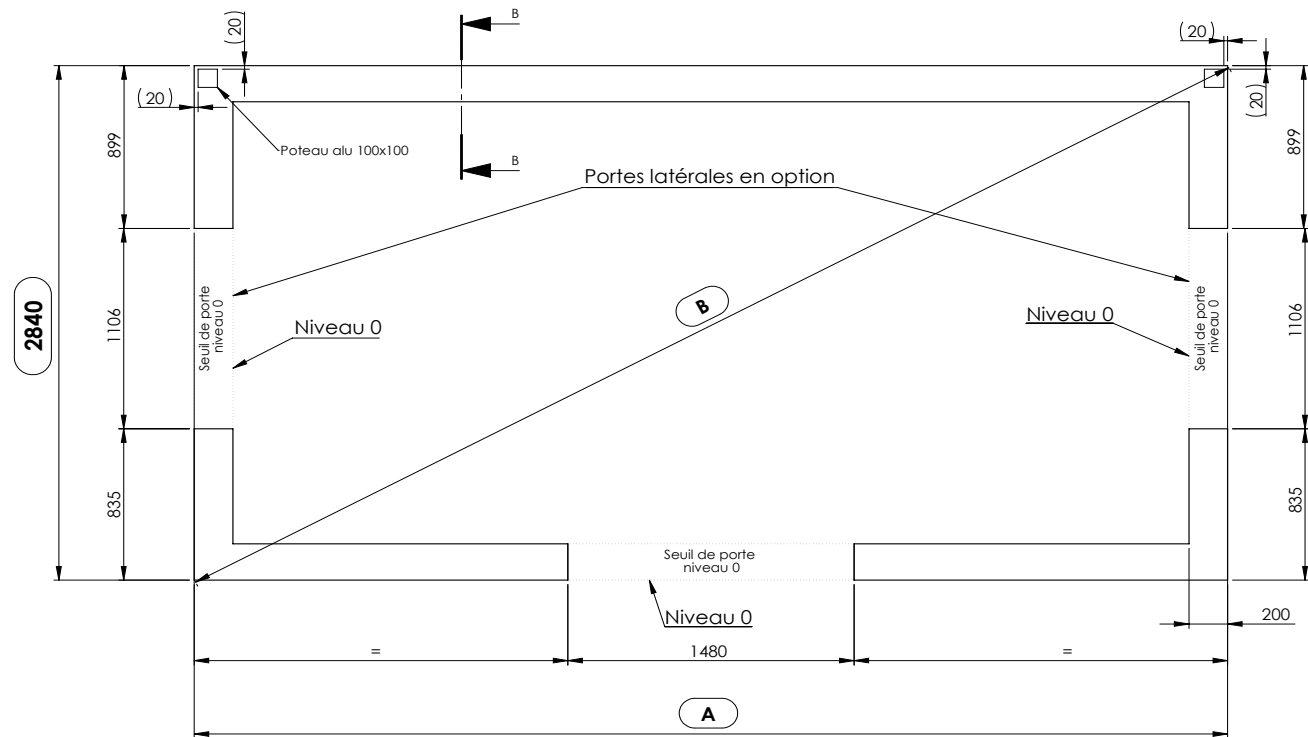 B
(20)
(20)
(20)
(20)
899
899
Poteau alu 100x100
B
Portes latérales en option
2840
1106
Seuil de porte
niveau 0
Niveau 0
B
Niveau 0
Seuil de porte
niveau 0
1106
835
835
Seuil de porte
niveau 0
Niveau 0
200
=
1480
=
A